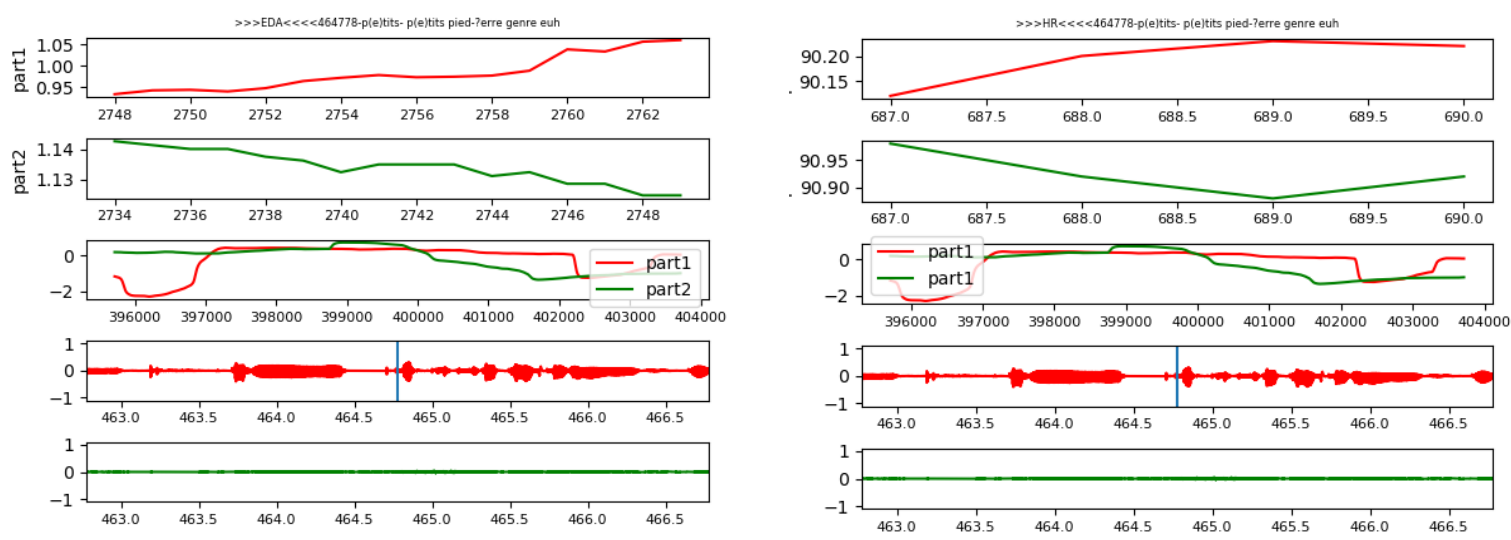 >>>EDA<<<<464778-p(e)tits- p(e)tits pied-?erre genre euh
part1
1.05
1.00
0.95
2748 2750 2752 2754 2756 2758 2760 2762
part2
1.14
1.13
2734 2736 2738 2740 2742 2744 2746 2748
0
−2
part1
part2
396000 397000 398000 399000 400000 401000 402000 403000 404000
1
0
−1
463.0 463.5 464.0 464.5 465.0 465.5 466.0 466.5
1
0
−1
463.0 463.5 464.0 464.5 465.0 465.5 466.0 466.5
>>>HR<<<<464778-p(e)tits- p(e)tits pied-?erre genre euh
90.20
90.15
687.0 687.5 688.0 688.5 689.0 689.5 690.0
90.95
90.90
687.0 687.5 688.0 688.5 689.0 689.5 690.0
0
−2
part1
part1
396000 397000 398000 399000 400000 401000 402000 403000 404000
1
0
−1
463.0 463.5 464.0 464.5 465.0 465.5 466.0 466.5
1
0
−1
463.0 463.5 464.0 464.5 465.0 465.5 466.0 466.5